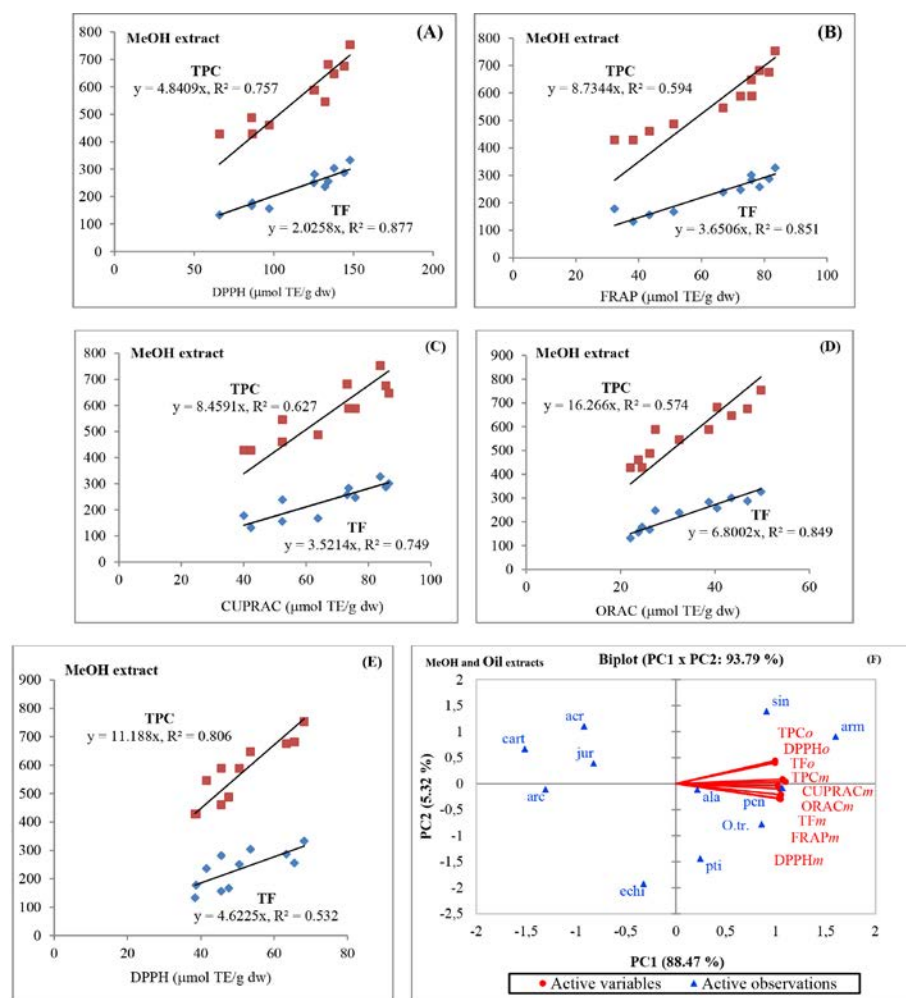 (A)
MeOH extract
800
700
600
500
400
300
200
100
0
TPC
y = 4.8409x, R² = 0.757
TF
y = 2.0258x, R² = 0.877
0 50 100 150 200
DPPH (μmol TE/g dw)
(B)
MeOH extract
800
700
600
500
400
300
200
100
0
TPC
y = 8.7344x, R² = 0.594
TF
y = 3.6506x, R² = 0.851
0 20 40 60 80 100
FRAP (μmol TE/g dw)
(C)
MeOH extract
800
700
600
500
400
300
200
100
0
TPC
y = 8.4591x, R² = 0.627
TF
y = 3.5214x, R² = 0.749
0 20 40 60 80 100
CUPRAC (μmol TE/g dw)
(D)
MeOH extract
900
800
700
600
500
400
300
200
100
0
TPC
y = 16.266x, R² = 0.574
TF
y = 6.8002x, R² = 0.849
0 20 40 60
ORAC (μmol TE/g dw)
(E)
MeOH extract
900
800
700
600
500
400
300
200
100
0
TPC
y = 11.188x, R² = 0.806
TF
y = 4.6225x, R² = 0.532
0 20 40 60 80
DPPH (μmol TE/g dw)
MeOH and Oil extracts
Biplot (PC1 x PC2: 93.79 %)
(F)
2
1,5
1
0,5
0
-0,5
-1
-1,5
-2
-2,5
PC2 (5.32 %)
sin
arm
acr
cart
jur
arc
ala
pcn
O.tr.
pti
echi
TPCo
DPPHo
TFo
TPCm
CUPRACm
ORACm
TFm
FRAPm
DPPHm
-2 -1,5 -1 -0,5 0 0,5 1 1,5 2
PC1 (88.47 %)
Active variables Active observations